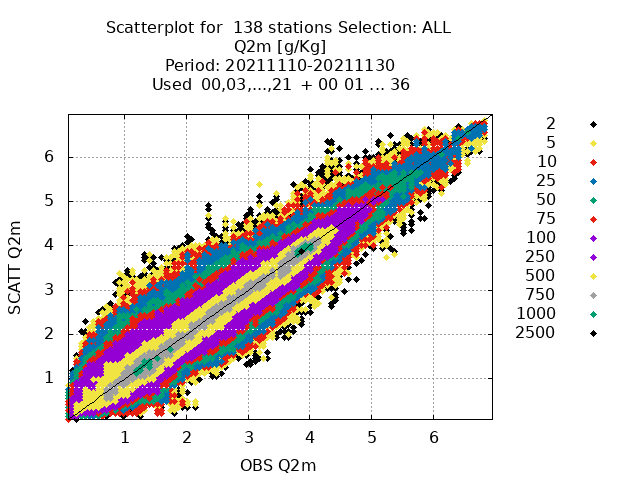 Scatterplot for  138 stations Selection: ALL
Q2m [g/Kg]
Period: 20211110-20211130
Used  00,03,...,21  + 00 01 ... 36
2
5
10
25
50
75
100
250
500
750
1000
2500
6
5
4
3
2
1
SCATT Q2m
1 2 3 4 5 6
OBS Q2m